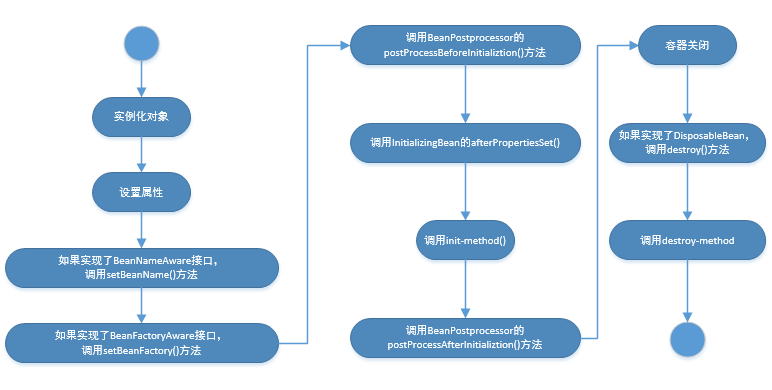 实例化对象
设置属性
如果实现了BeanNameAware接口，
调用setBeanName()方法
如果实现了BeanFactoryAware接口，
调用setBeanFactory()方法
调用BeanPostprocessor的
postProcessBeforeInitializtion()方法
调用InitializingBean的afterPropertiesSet()
调用init-method()
调用BeanPostprocessor的
postProcessAfterInitializtion()方法
容器关闭
如果实现了DisposableBean，
调用destroy()方法
调用destroy-method